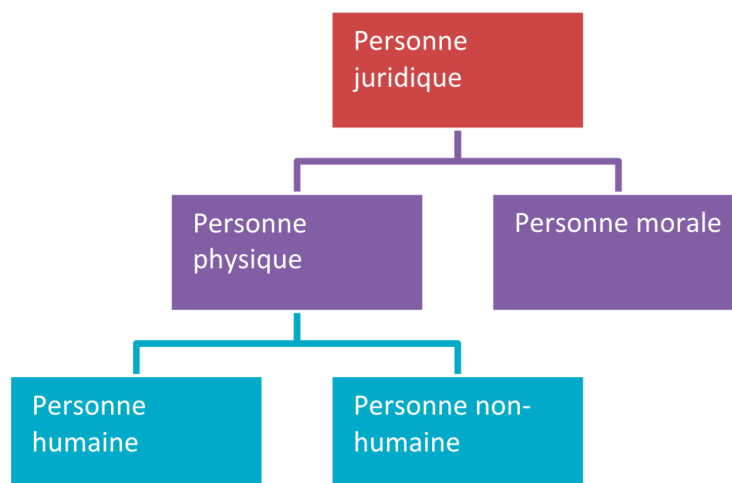 Personne
juridique
Personne
physique
Personne morale
Personne
humaine
Personne non-
humaine